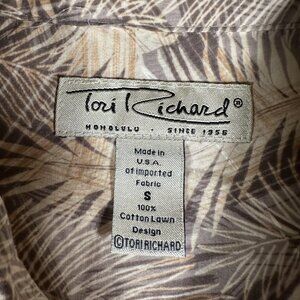 Tori Richard®
HONOLULU • SINCE 1956
Made in
U.S.A.
of Imported
Fabric
S
100%
Cotton Lawn
Design
©TORI RICHARD